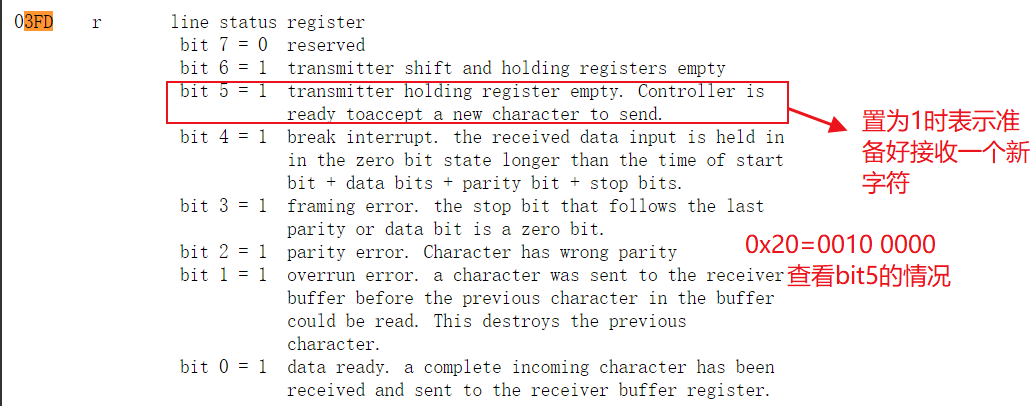 03FD r line status register
bit 7 = 0 reserved
bit 6 = 1 transmitter shift and holding registers empty
bit 5 = 1 transmitter holding register empty. Controller is
ready toaccept a new character to send.
bit 4 = 1 break interrupt. the received data input is held in
in the zero bit state longer than the time of start
bit + data bits + parity bit + stop bits.
bit 3 = 1 framing error. the stop bit that follows the last
parity or data bit is a zero bit.
bit 2 = 1 parity error. Character has wrong parity
bit 1 = 1 overrun error. a character was sent to the receiver
buffer before the previous character in the buffer
could be read. This destroys the previous
character.
bit 0 = 1 data ready. a complete incoming character has been
received and sent to the receiver buffer register.
置为1时表示准
备好接收一个新
字符
0x20=0010 0000
查看bit5的情况